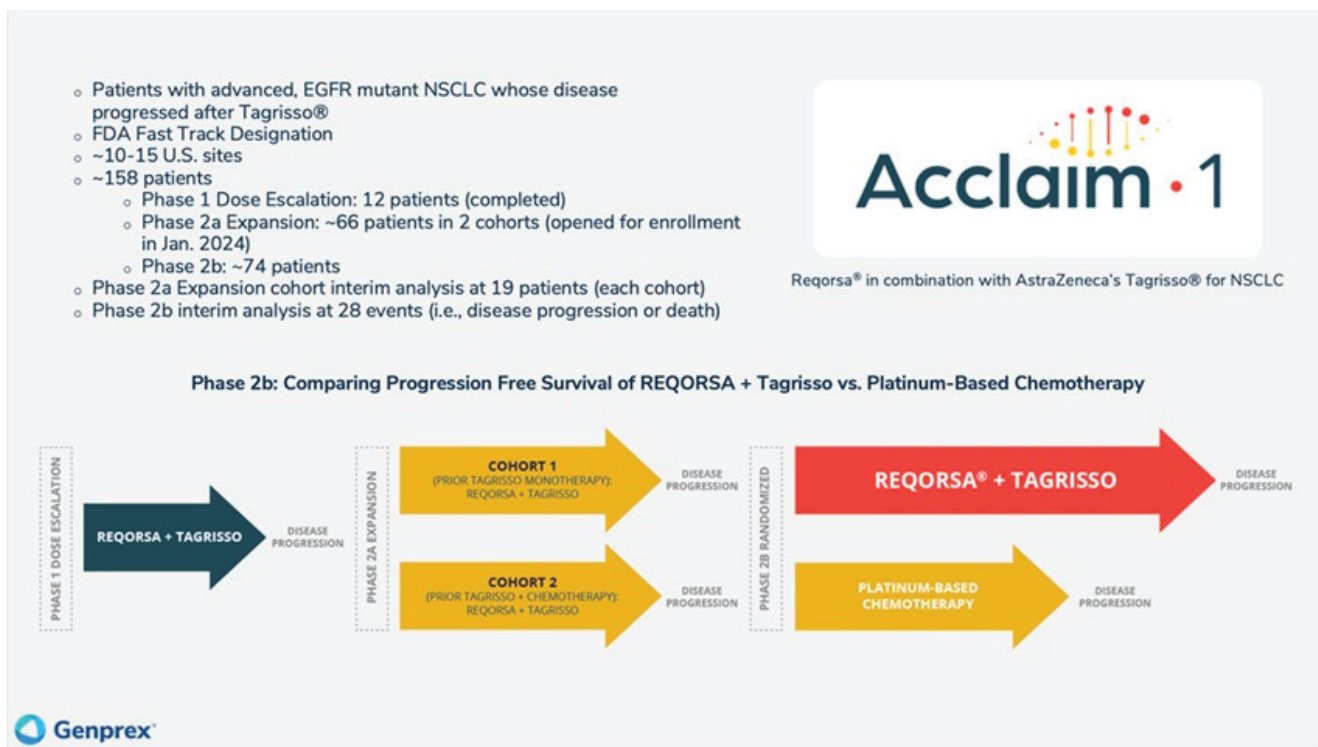 Patients with advanced, EGFR mutant NSCLC whose disease
progressed after Tagrisso®
FDA Fast Track Designation
~10-15 U.S. sites
~158 patients
Phase 1 Dose Escalation: 12 patients (completed)
Phase 2a Expansion: ~66 patients in 2 cohorts (opened for enrollment
in Jan. 2024)
Phase 2b: ~74 patients
Phase 2a Expansion cohort interim analysis at 19 patients (each cohort)
Phase 2b interim analysis at 28 events (i.e., disease progression or death)
Acclaim · 1
Reqorsa® in combination with AstraZeneca's Tagrisso® for NSCLC
Phase 2b: Comparing Progression Free Survival of REQORSA + Tagrisso vs. Platinum-Based Chemotherapy
PHASE 1 DOSE ESCALATION
REQORSA + TAGRISSO
DISEASE
PROGRESSION
PHASE 2A EXPANSION
COHORT 1
(PRIOR TAGRISSO MONOTHERAPY):
REQORSA + TAGRISSO
DISEASE
PROGRESSION
COHORT 2
(PRIOR TAGRISSO + CHEMOTHERAPY):
REQORSA + TAGRISSO
DISEASE
PROGRESSION
PHASE 2B RANDOMIZED
REQORSA® + TAGRISSO
DISEASE
PROGRESSION
PLATINUM-BASED
CHEMOTHERAPY
DISEASE
PROGRESSION
Genprex